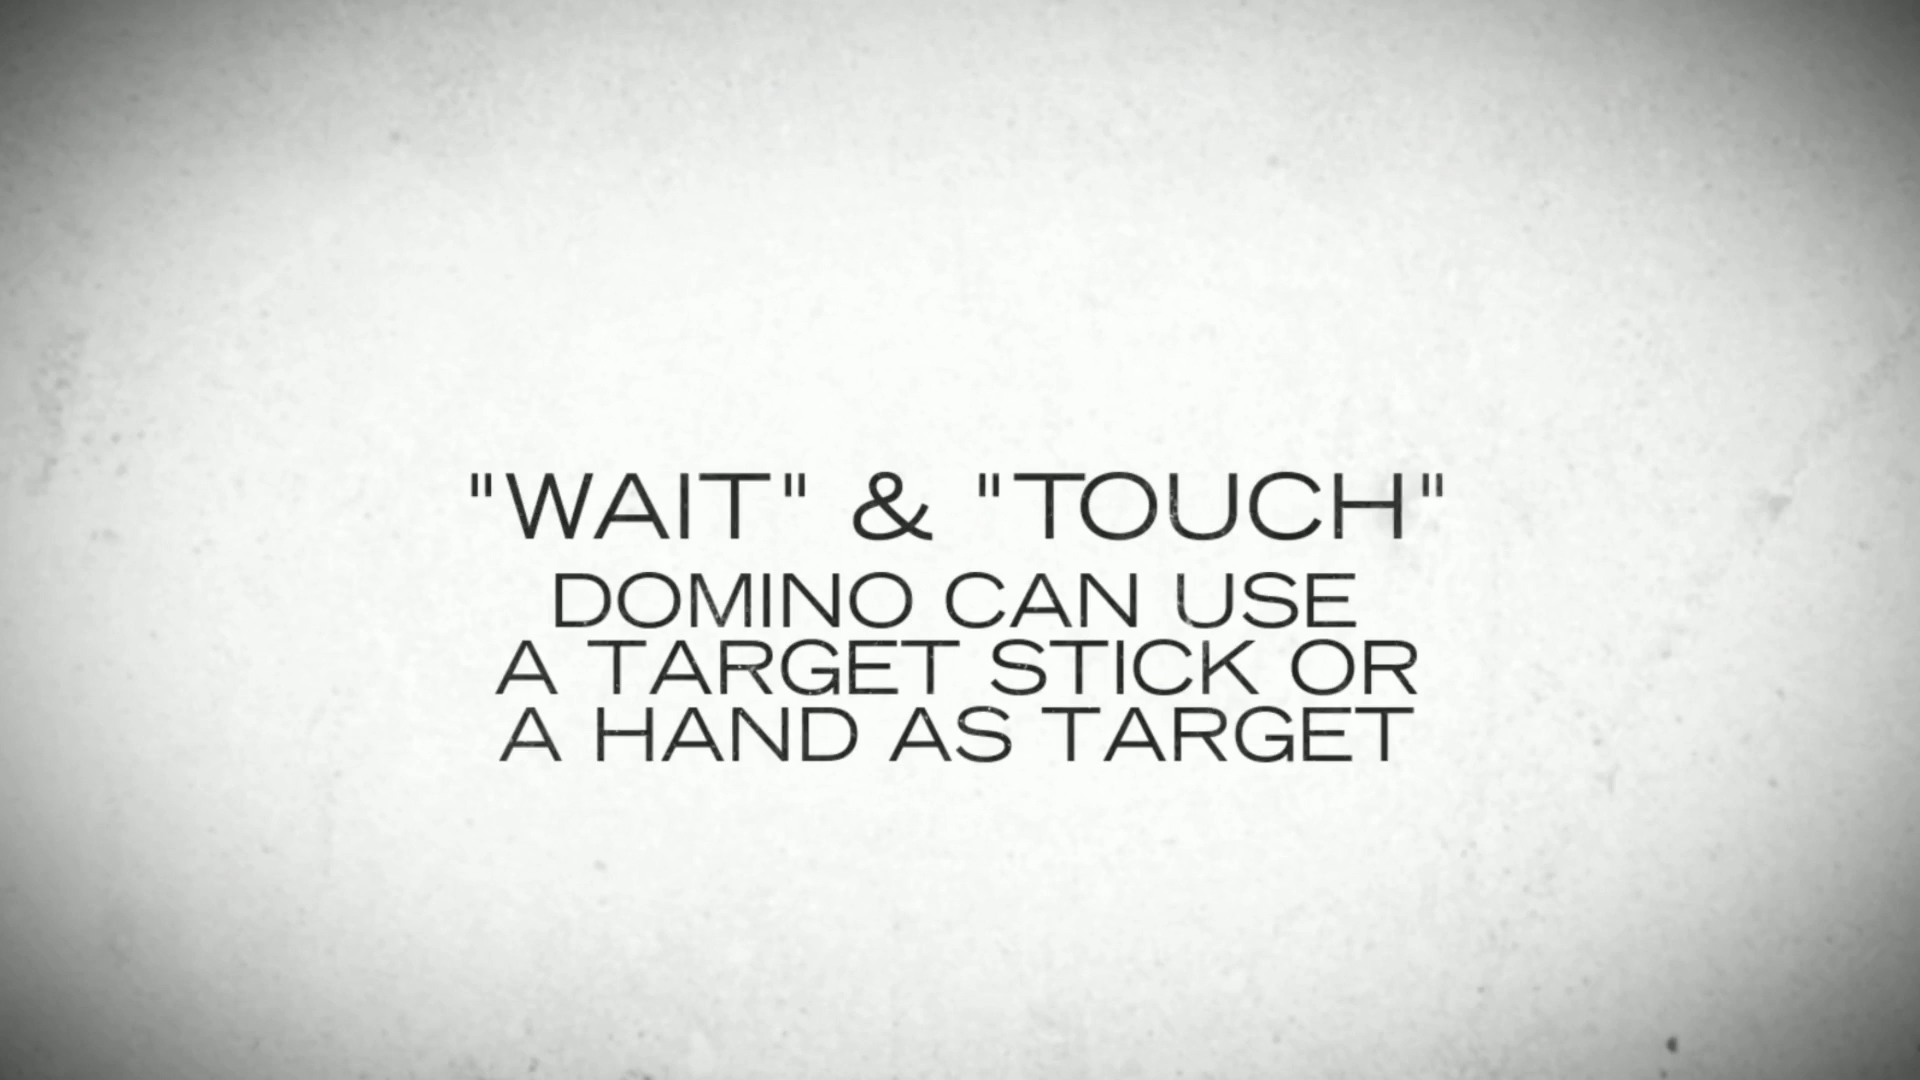 "WAIT" & "TOUCH"
DOMINO CAN USE
A TARGET STICK OR
A HAND AS TARGET